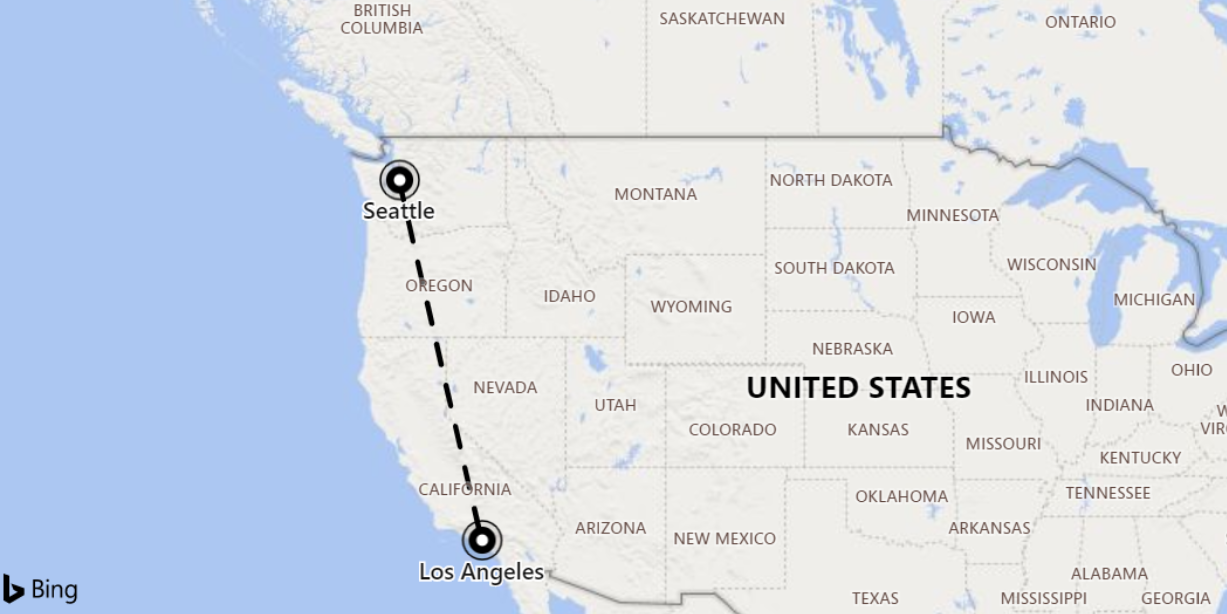 BRITISH
COLUMBIA
SASKATCHEWAN
ONTARIO
Seattle
MONTANA
NORTH DAKOTA
MINNESOTA
OREGON
IDAHO
WYOMING
SOUTH DAKOTA
WISCONSIN
MICHIGAN
IOWA
NEBRASKA
NEVADA
UTAH
UNITED STATES
ILLINOIS
INDIANA
OHIO
COLORADO
KANSAS
MISSOURI
W
VIR
KENTUCKY
CALIFORNIA
OKLAHOMA
TENNESSEE
ARIZONA
NEW MEXICO
ARKANSAS
Los Angeles
ALABAMA
TEXAS
MISSISSIPPI
GEORGIA
Bing